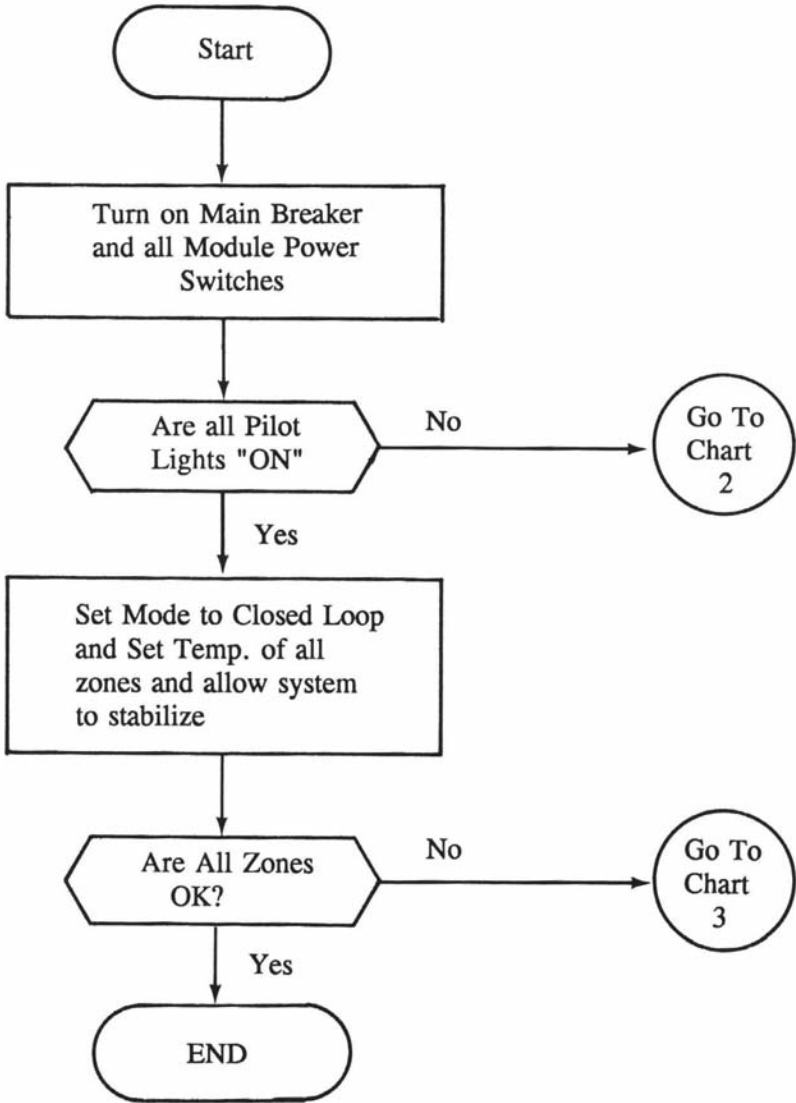 Start
Turn on Main Breaker
and all Module Power
Switches
Are all Pilot
Lights "ON"
No
Go To
Chart
2
Yes
Set Mode to Closed Loop
and Set Temp. of all
zones and allow system
to stabilize
Are All Zones
OK?
No
Go To
Chart
3
Yes
END